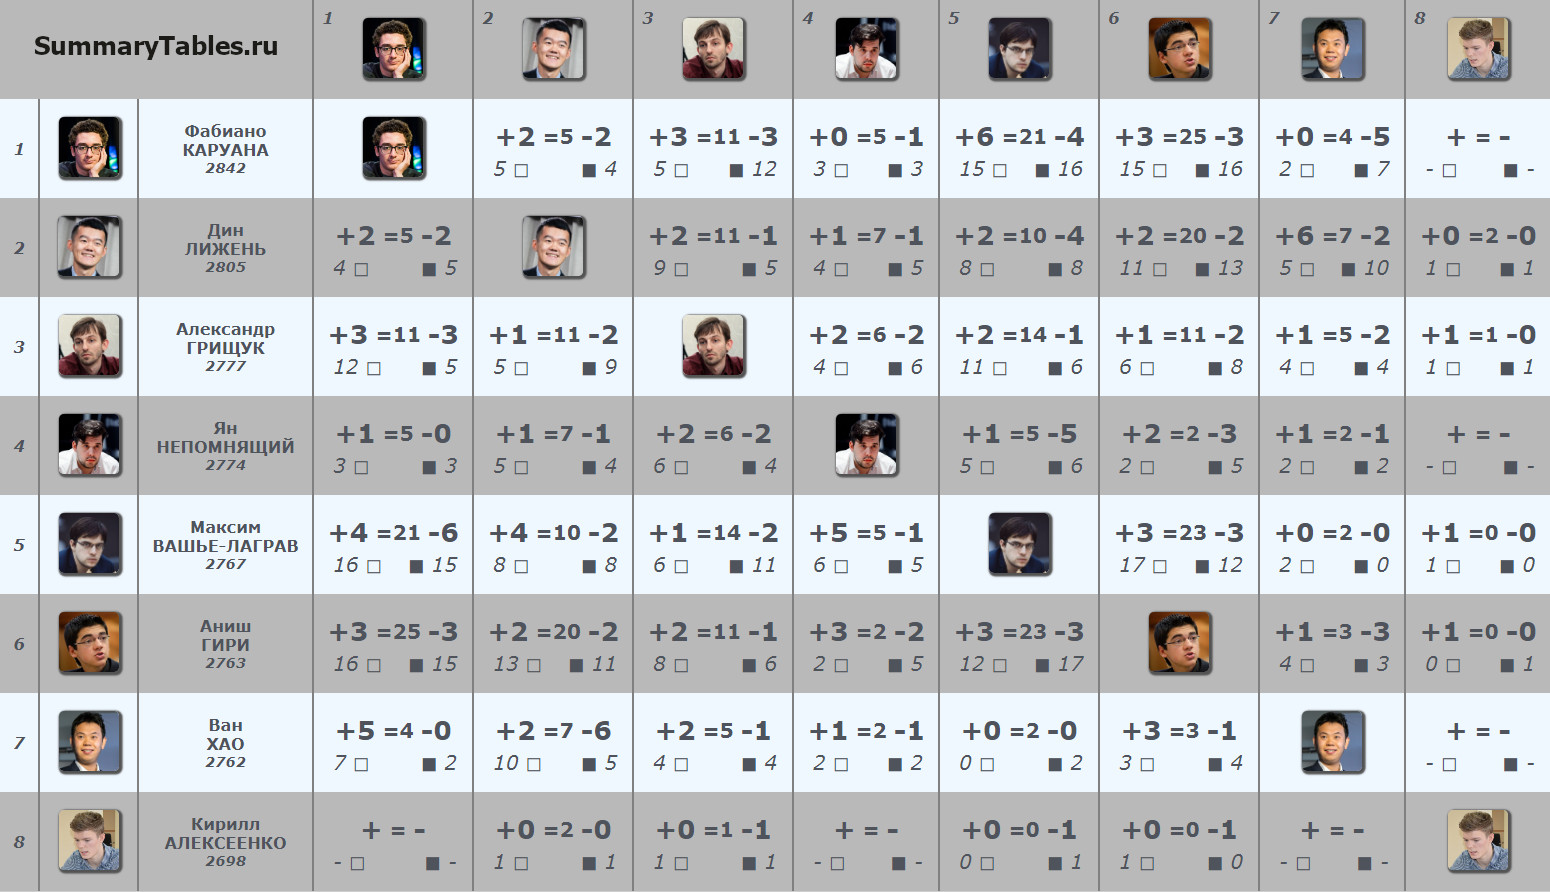 SummaryTables.ru 1 2 3 4 5 6 7 8
1 Фабиано КАРУАНА 2842
+2 =5 -2 +3 =11 -3 +0 =5 -1 +6 =21 -4 +3 =25 -3 +0 =4 -5 + = -
5 □ ■ 4 5 □ ■ 12 3 □ ■ 3 15 □ ■ 16 15 □ ■ 16 2 □ ■ 7 - □ ■ -
2 Дин ЛИЖЕНЬ 2805
+2 =5 -2 +2 =11 -1 +1 =7 -1 +2 =10 -4 +2 =20 -2 +6 =7 -2 +0 =2 -0
4 □ ■ 5 9 □ ■ 5 4 □ ■ 5 8 □ ■ 8 11 □ ■ 13 5 □ ■ 10 1 □ ■ 1
3 Александр ГРИЩУК 2777
+3 =11 -3 +1 =11 -2 +2 =6 -2 +2 =14 -1 +1 =11 -2 +1 =5 -2 +1 =1 -0
12 □ ■ 5 5 □ ■ 9 4 □ ■ 6 11 □ ■ 6 6 □ ■ 8 4 □ ■ 4 1 □ ■ 1
4 Ян НЕПОМНЯЩИЙ 2774
+1 =5 -0 +1 =7 -1 +2 =6 -2 +1 =5 -5 +2 =2 -3 +1 =2 -1 + = -
3 □ ■ 3 5 □ ■ 4 6 □ ■ 4 5 □ ■ 6 2 □ ■ 5 2 □ ■ 2 - □ ■ -
5 Максим ВАШЬЕ-ЛАГРАВ 2767
+4 =21 -6 +4 =10 -2 +1 =14 -2 +5 =5 -1 +3 =23 -3 +0 =2 -0 +1 =0 -0
16 □ ■ 15 8 □ ■ 8 6 □ ■ 11 6 □ ■ 5 17 □ ■ 12 2 □ ■ 0 1 □ ■ 0
6 Аниш ГИРИ 2763
+3 =25 -3 +2 =20 -2 +2 =11 -1 +3 =2 -2 +3 =23 -3 +1 =3 -3 +1 =0 -0
16 □ ■ 15 13 □ ■ 11 8 □ ■ 6 2 □ ■ 5 12 □ ■ 17 4 □ ■ 3 0 □ ■ 1
7 Ван ХАО 2762
+5 =4 -0 +2 =7 -6 +2 =5 -1 +1 =2 -1 +0 =2 -0 +3 =3 -1 + = -
7 □ ■ 2 10 □ ■ 5 4 □ ■ 4 2 □ ■ 2 0 □ ■ 2 3 □ ■ 4 - □ ■ -
8 Кирилл АЛЕКСЕЕНКО 2698
+ = - +0 =2 -0 +0 =1 -1 + = - +0 =0 -1 +0 =0 -1 + = -
- □ ■ - 1 □ ■ 1 1 □ ■ 1 - □ ■ - 0 □ ■ 1 1 □ ■ 0 - □ ■ -